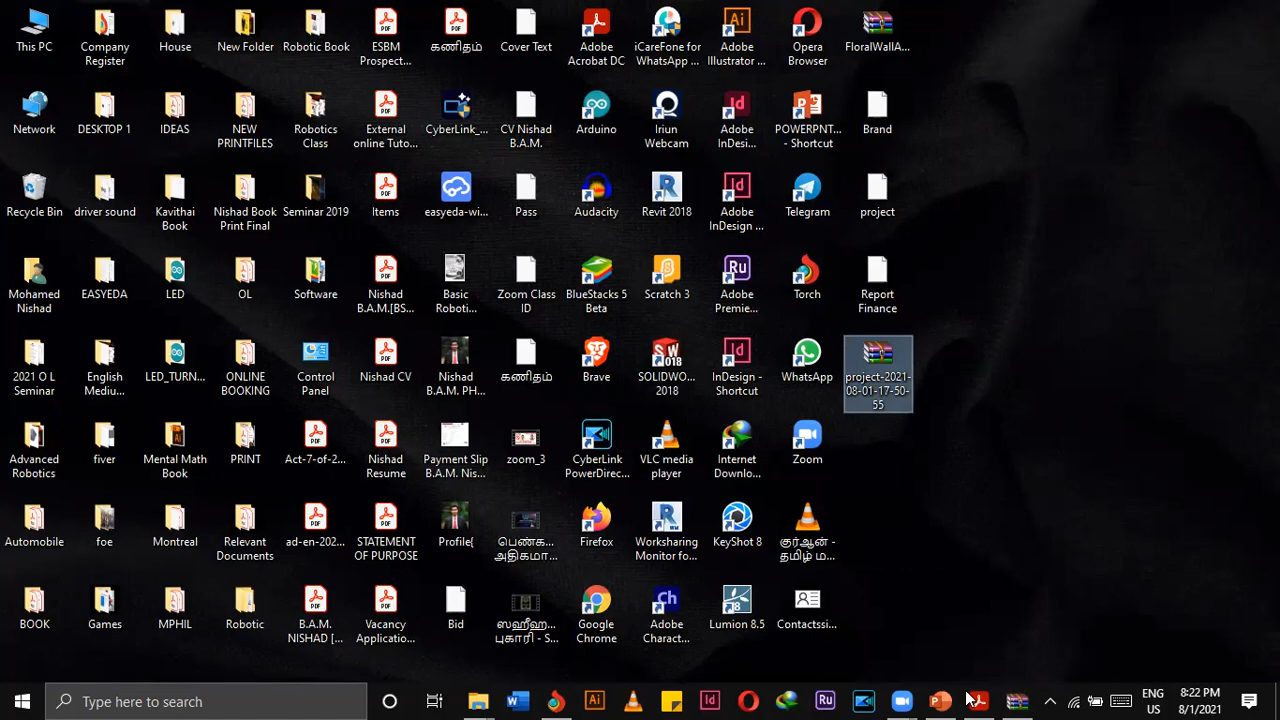 This PC
Company
Register
House
New Folder
Robotic Book
ESBM
Prospect...
கணிதம்
Cover Text
Adobe
Acrobat DC
iCareFone for
WhatsApp ...
Adobe
Illustrator ...
Opera
Browser
FloralWallA...
Network
DESKTOP 1
IDEAS
NEW
PRINTFILES
Robotics
Class
External
online Tuto...
CyberLink_...
CV Nishad
B.A.M.
Arduino
Iriun
Webcam
Adobe
InDesi...
POWERPNT...
- Shortcut
Brand
Recycle Bin
driver sound
Kavithai
Book
Nishad Book
Print Final
Seminar 2019
Items
easyeda-wi...
Pass
Audacity
Revit 2018
Adobe
InDesign ...
Telegram
project
Mohamed
Nishad
EASYEDA
LED
OL
Software
Nishad
B.A.M.[BS...
Basic
Roboti...
Zoom Class
ID
BlueStacks 5
Beta
Scratch 3
Adobe
Premie...
Torch
Report
Finance
2021 O L
Seminar
English
Mediu...
LED_TURN...
ONLINE
BOOKING
Control
Panel
Nishad CV
Nishad
B.A.M. PH...
கணிதம்
Brave
SOLIDWO...
2018
InDesign -
Shortcut
WhatsApp
project-2021-
08-01-17-50-
55
Advanced
Robotics
fiver
Mental Math
Book
PRINT
Act-7-of-2...
Nishad
Resume
Payment Slip
B.A.M. Nis...
zoom_3
CyberLink
PowerDirec...
VLC media
player
Internet
Downlo...
Zoom
Automobile
foe
Montreal
Relevant
Documents
ad-en-202...
STATEMENT
OF PURPOSE
Profile{
பெண்க...
அதிகமா...
Firefox
Worksharing
Monitor fo...
KeyShot 8
குர்ஆன் -
தமிழ் ம...
BOOK
Games
MPHIL
Robotic
B.A.M.
NISHAD [...
Vacancy
Applicatio...
Bid
ஸஹீஹ...
புகாரி - S...
Google
Chrome
Adobe
Charact...
Lumion 8.5
Contactssi...
Type here to search
ENG
US
8:22 PM
8/1/2021